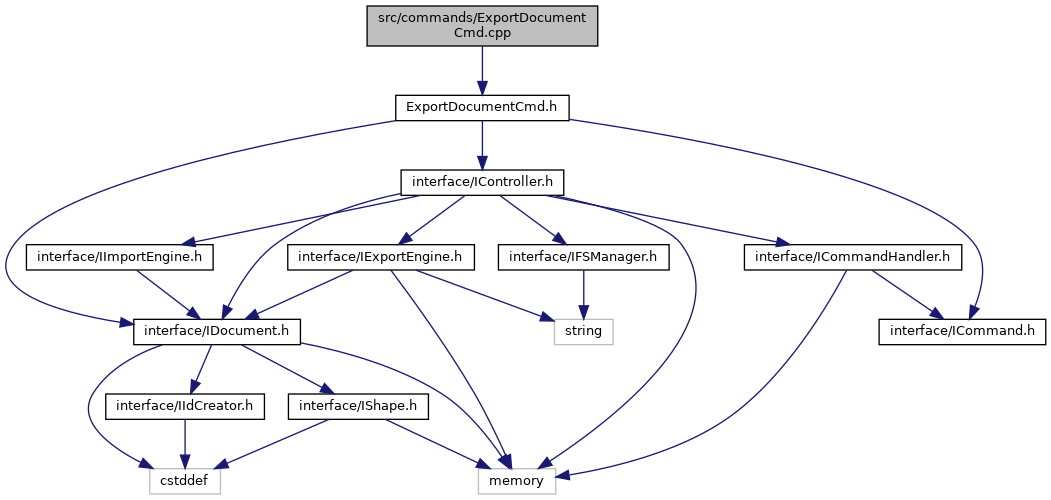 src/commands/ExportDocument
Cmd.cpp
ExportDocumentCmd.h
interface/IController.h
interface/IImportEngine.h
interface/IExportEngine.h
interface/IFSManager.h
interface/ICommandHandler.h
interface/IDocument.h
string
interface/ICommand.h
interface/IIdCreator.h
interface/IShape.h
cstddef
memory